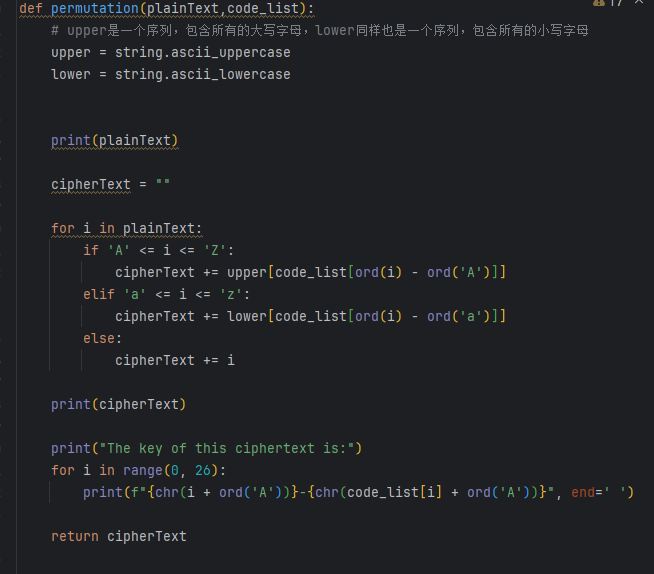 def permutation(plainText,code_list):
# upper是一个序列，包含所有的大写字母，lower同样也是一个序列，包含所有的小写字母
upper = string.ascii_uppercase
lower = string.ascii_lowercase
print(plainText)
cipherText = ""
for i in plainText:
if 'A' <= i <= 'Z':
cipherText += upper[code_list[ord(i) - ord('A')]]
elif 'a' <= i <= 'z':
cipherText += lower[code_list[ord(i) - ord('a')]]
else:
cipherText += i
print(cipherText)
print("The key of this ciphertext is:")
for i in range(0, 26):
print(f"{chr(i + ord('A'))}-{chr(code_list[i] + ord('A'))}", end=' ')
return cipherText